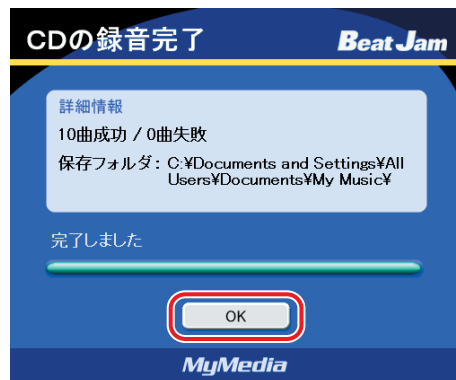 CDの録音完了 BeatJam
詳細情報
10曲成功 / 0曲失敗
保存フォルダ: C:¥Documents and Settings¥All
Users¥Documents¥My Music¥
完了しました
OK
MyMedia